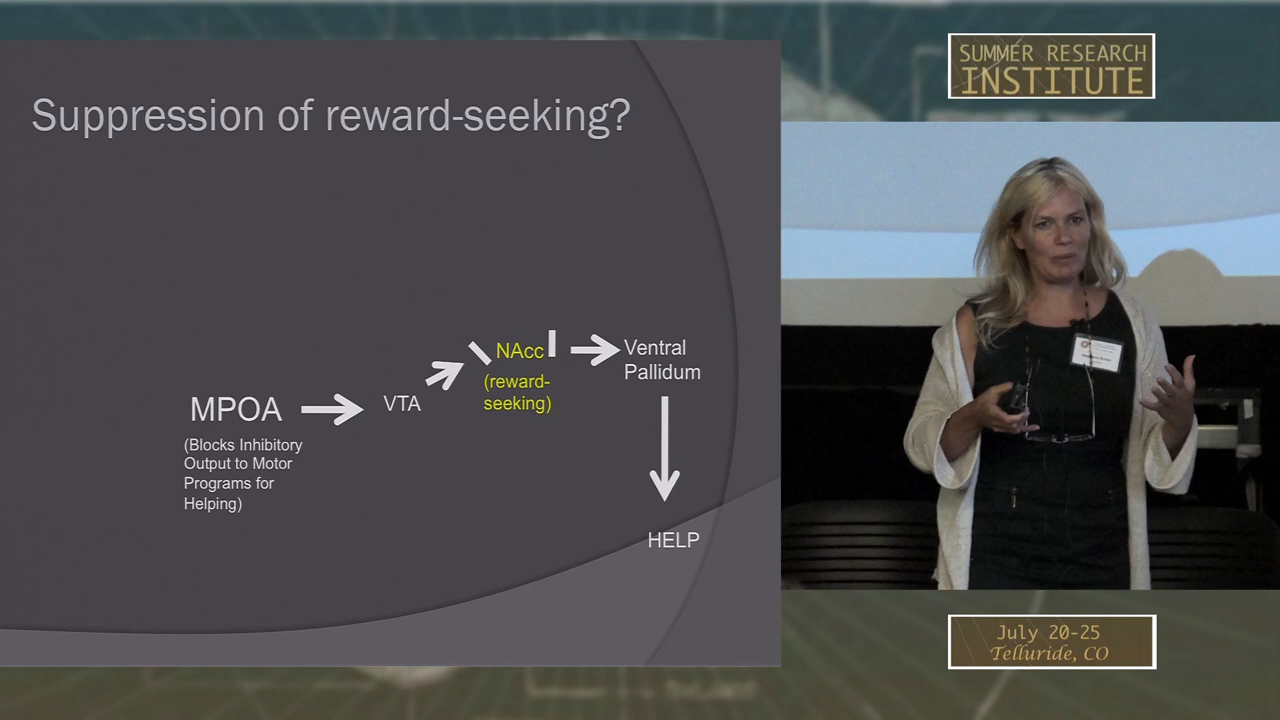 Suppression of reward-seeking?
NAcc
(reward-
seeking)
Ventral
Pallidum
MPOA
VTA
(Blocks Inhibitory
Output to Motor
Programs for
Helping)
HELP
SUMMER RESEARCH
INSTITUTE
July 20-25
Telluride, CO